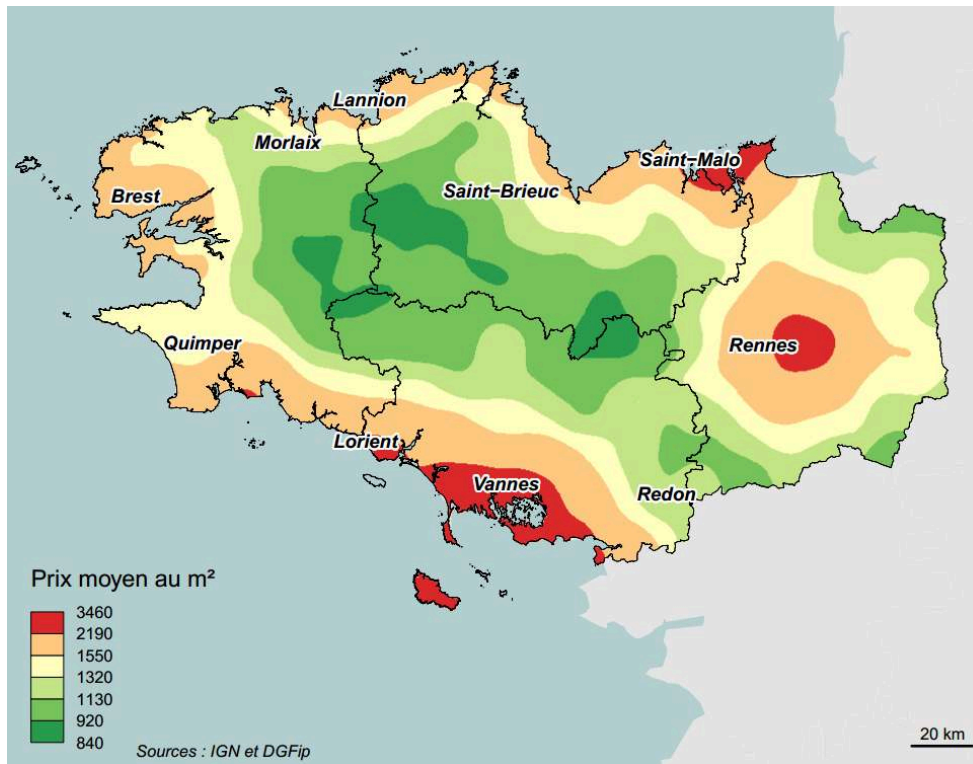 Lannion
Morlaix
Saint-Malo
Brest
Saint-Brieuc
Quimper
Rennes
Lorient
Vannes
Redon
Prix moyen au m²
3460
2190
1550
1320
1130
920
840
Sources : IGN et DGFip
20 km